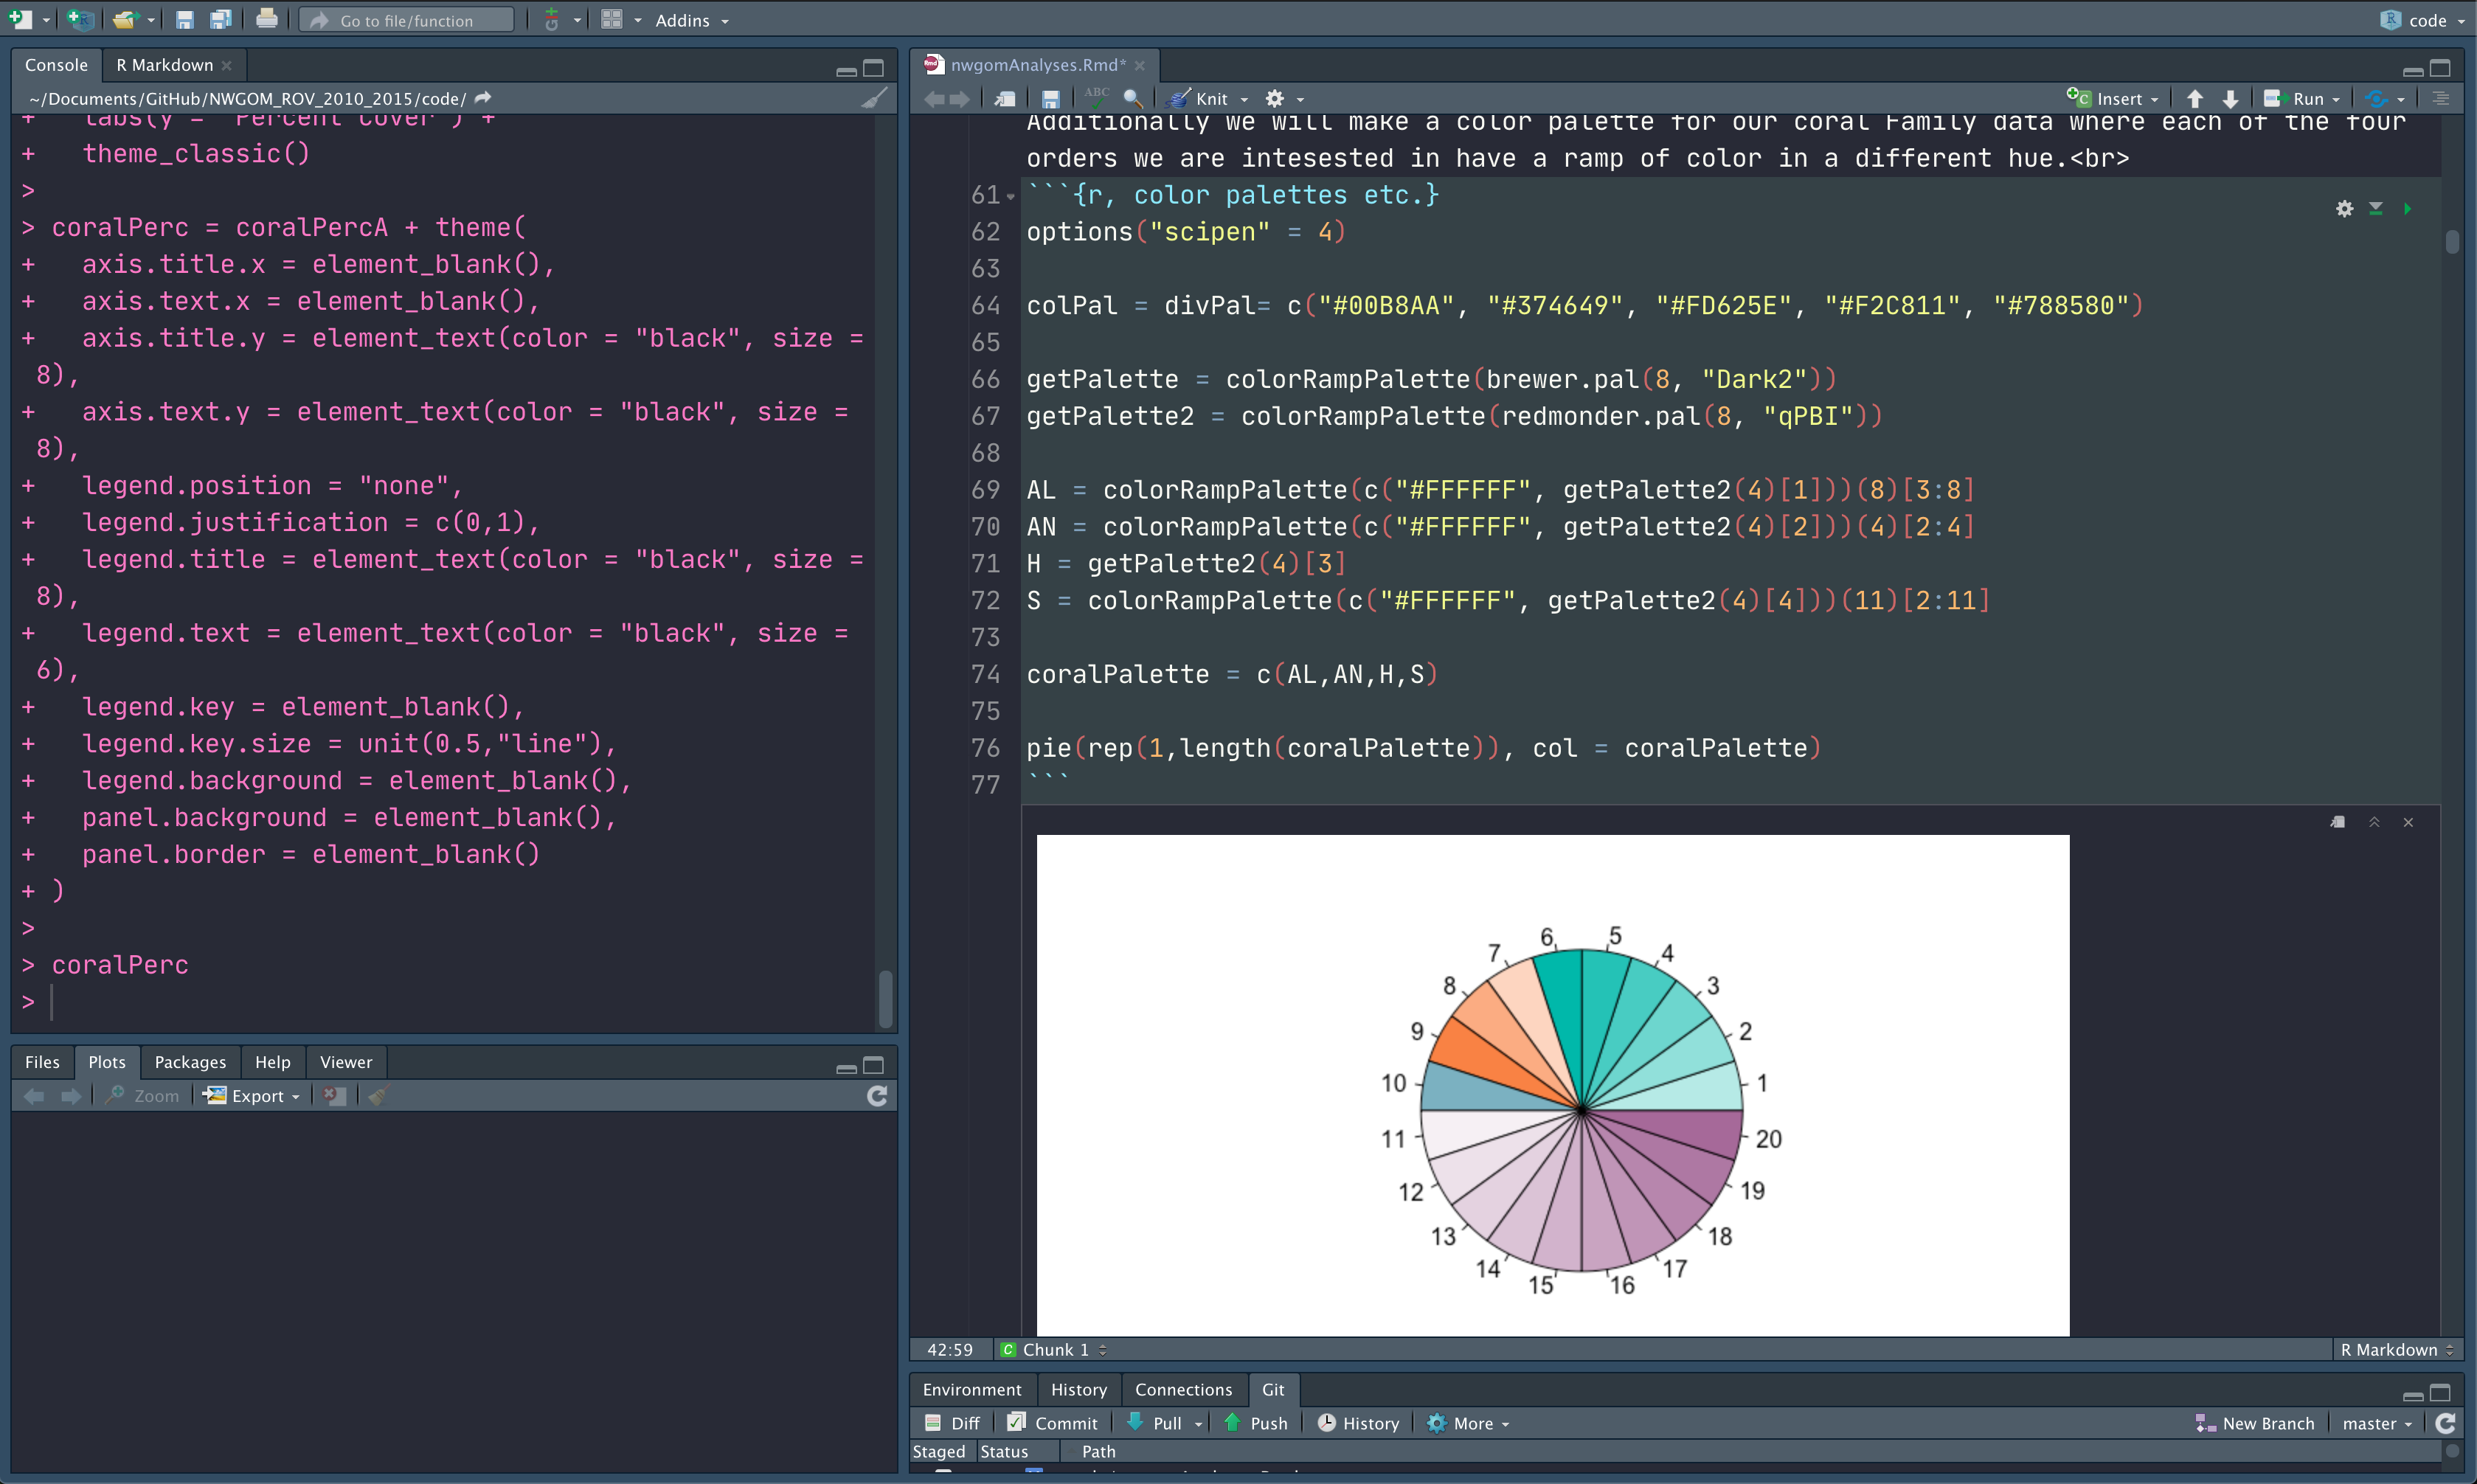 Go to file/function
Addins
code
Console
R Markdown
~/Documents/GitHub/NWGOM_ROV_2010_2015/code/
+   labs(y = "Percent cover") +
+   theme_classic()
>
> coralPerc = coralPercA + theme(
+   axis.title.x = element_blank(),
+   axis.text.x = element_blank(),
+   axis.title.y = element_text(color = "black", size =
 8),
+   axis.text.y = element_text(color = "black", size =
 8),
+   legend.position = "none",
+   legend.justification = c(0,1),
+   legend.title = element_text(color = "black", size =
 8),
+   legend.text = element_text(color = "black", size =
 6),
+   legend.key = element_blank(),
+   legend.key.size = unit(0.5,"line"),
+   legend.background = element_blank(),
+   panel.background = element_blank(),
+   panel.border = element_blank()
+ )
>
> coralPerc
>
Files
Plots
Packages
Help
Viewer
Zoom
Export
nwgomAnalyses.Rmd*
ABC
Knit
Insert
Run
Additionally we will make a color palette for our coral Family data where each of the four
orders we are intesested in have a ramp of color in a different hue.<br>
61 ```{r, color palettes etc.}
62 options("scipen" = 4)
63
64 colPal = divPal= c("#00B8AA", "#374649", "#FD625E", "#F2C811", "#788580")
65
66 getPalette = colorRampPalette(brewer.pal(8, "Dark2"))
67 getPalette2 = colorRampPalette(redmonder.pal(8, "qPBI"))
68
69 AL = colorRampPalette(c("#FFFFFF", getPalette2(4)[1]))(8)[3:8]
70 AN = colorRampPalette(c("#FFFFFF", getPalette2(4)[2]))(4)[2:4]
71 H = getPalette2(4)[3]
72 S = colorRampPalette(c("#FFFFFF", getPalette2(4)[4]))(11)[2:11]
73
74 coralPalette = c(AL,AN,H,S)
75
76 pie(rep(1,length(coralPalette)), col = coralPalette)
77 ```
1
2
3
4
5
6
7
8
9
10
11
12
13
14
15
16
17
18
19
20
42:59
C Chunk 1
R Markdown
Environment
History
Connections
Git
Diff
Commit
Pull
Push
History
More
New Branch
master
Staged
Status
Path